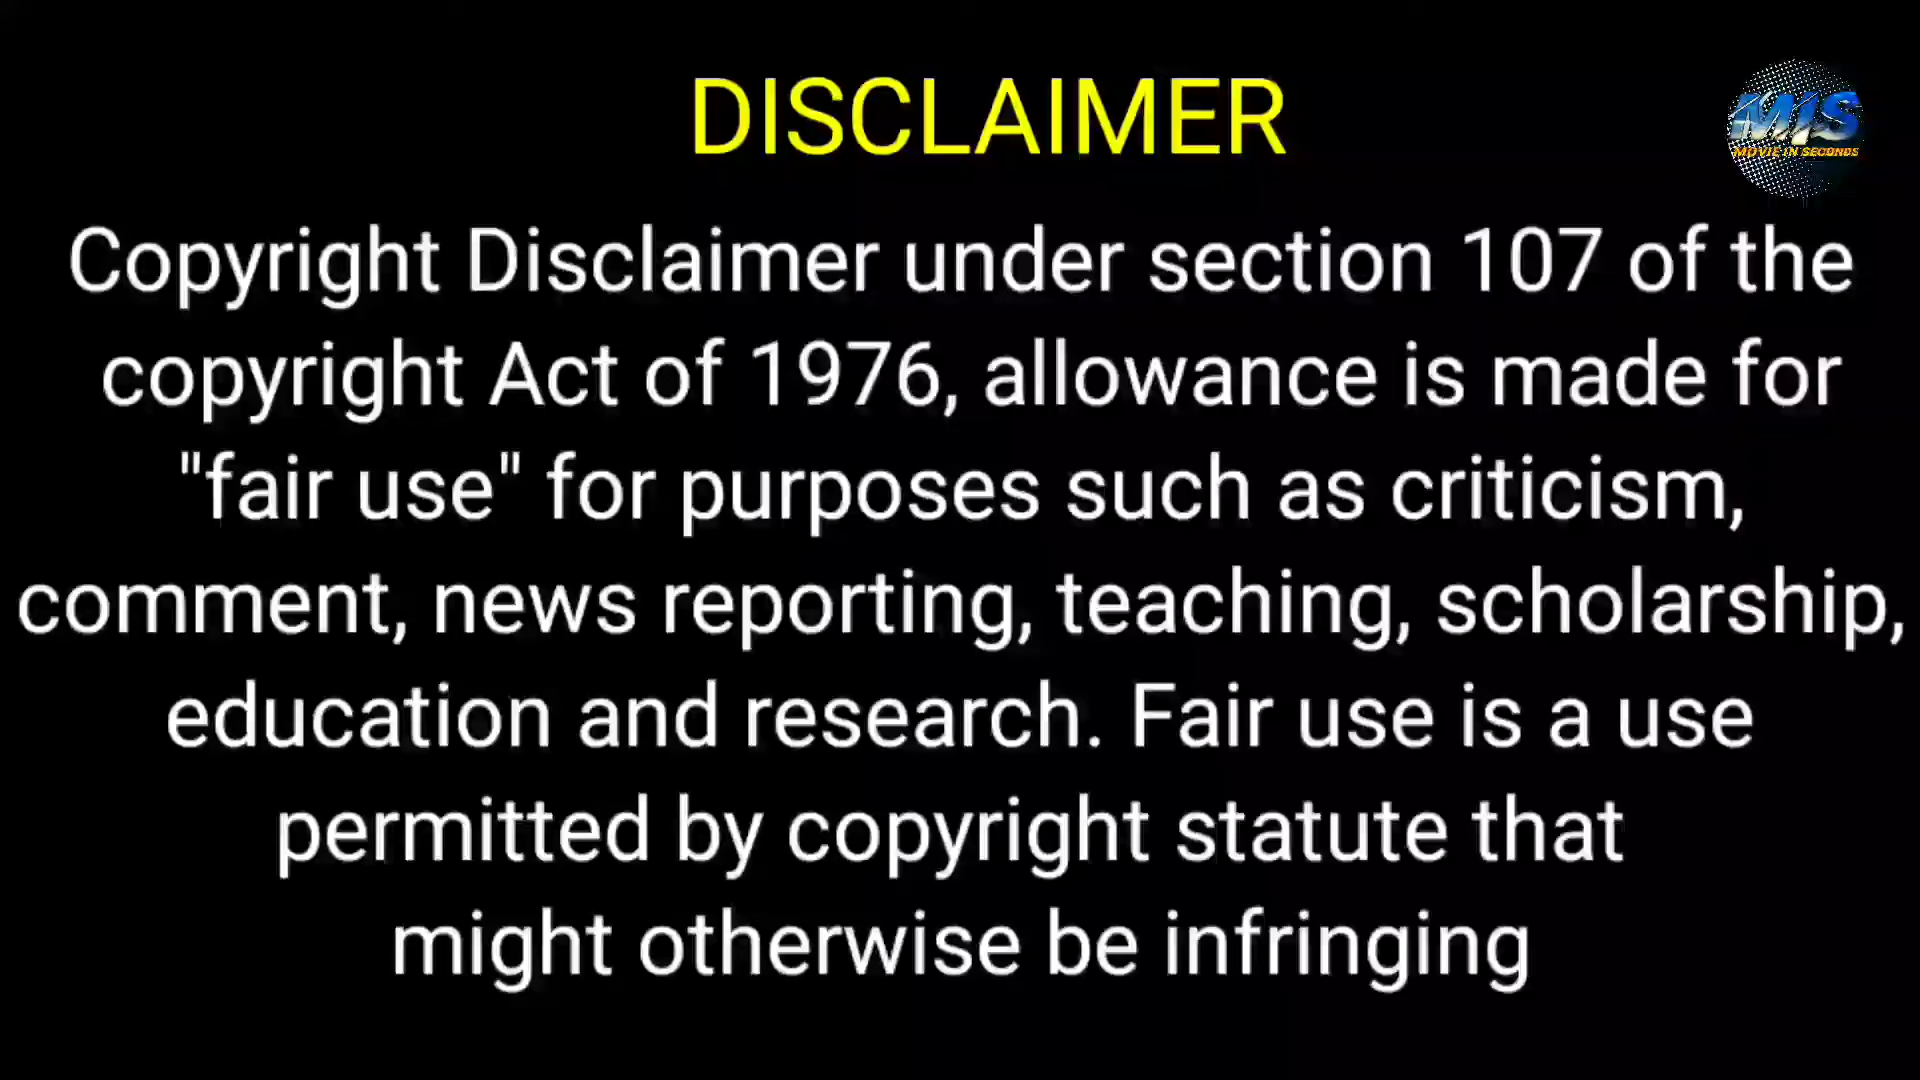 DISCLAIMER
MIS
MOVIE IN SECONDS
Copyright Disclaimer under section 107 of the
copyright Act of 1976, allowance is made for
"fair use" for purposes such as criticism,
comment, news reporting, teaching, scholarship,
education and research. Fair use is a use
permitted by copyright statute that
might otherwise be infringing